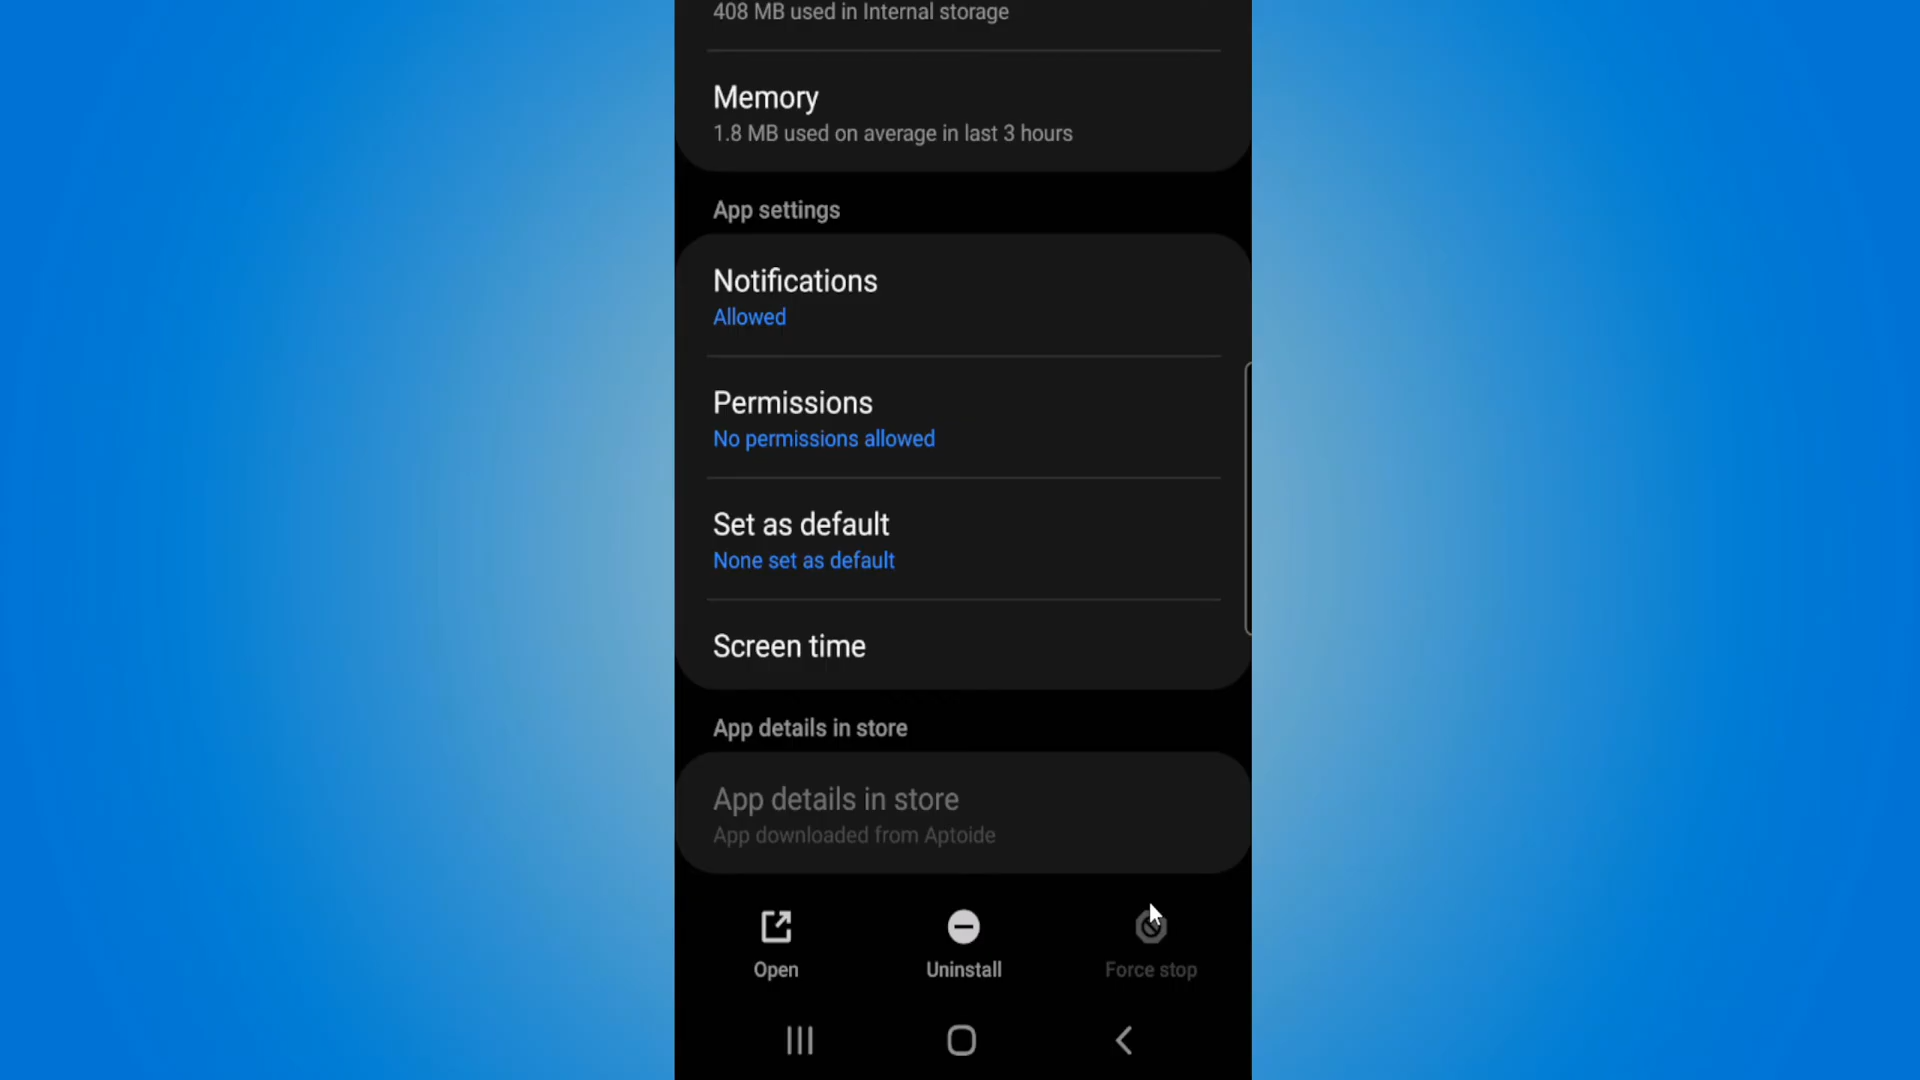 408 MB used in Internal storage
Memory
1.8 MB used on average in last 3 hours
App settings
Notifications
Allowed
Permissions
No permissions allowed
Set as default
None set as default
Screen time
App details in store
App details in store
App downloaded from Aptoide
Open
Uninstall
Force stop